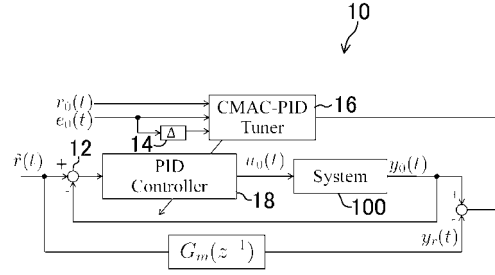 10
r₀(t)
e₀(t)
Δ
14
CMAC-PID
Tuner
16
r̃(t)
+
-
12
PID
Controller
18
u₀(t)
System
100
y₀(t)
+
-
Gₘ(z⁻¹)
yᵣ(t)